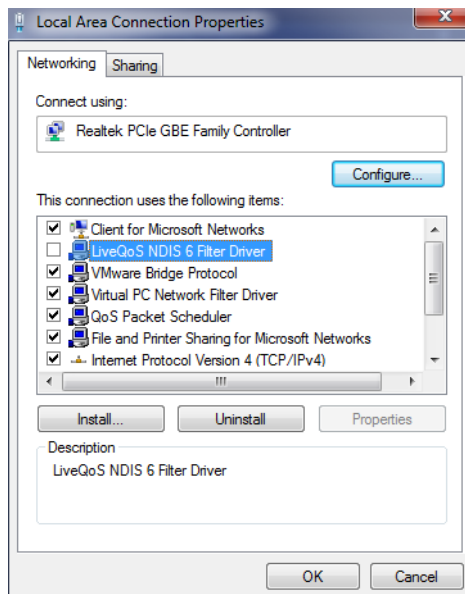 Local Area Connection Properties
Networking
Sharing
Connect using:
Realtek PCIe GBE Family Controller
Configure...
This connection uses the following items:
Client for Microsoft Networks
LiveQoS NDIS 6 Filter Driver
VMware Bridge Protocol
Virtual PC Network Filter Driver
QoS Packet Scheduler
File and Printer Sharing for Microsoft Networks
Internet Protocol Version 4 (TCP/IPv4)
Install...
Uninstall
Properties
Description
LiveQoS NDIS 6 Filter Driver
OK
Cancel